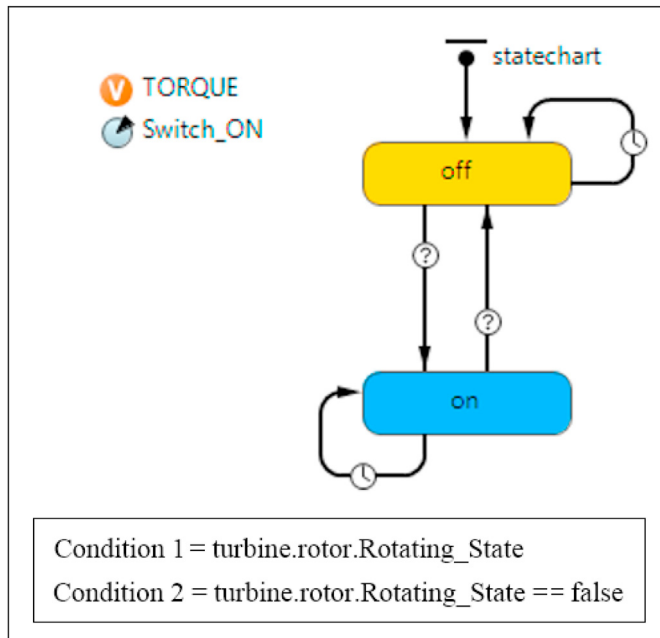 statechart
V
TORQUE
Switch_ON
off
?
?
on
Condition 1 = turbine.rotor.Rotating_State
Condition 2 = turbine.rotor.Rotating_State == false